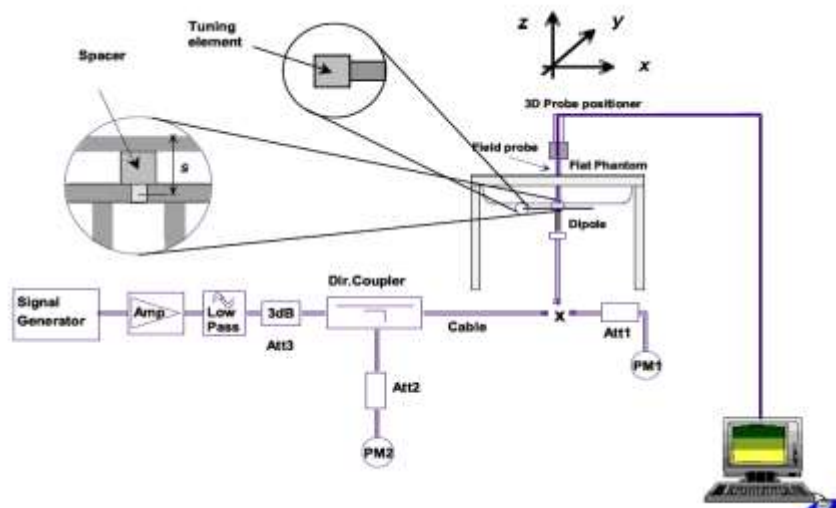 Tuning
element
Spacer
z
y
x
3D Probe positioner
Field probe
Flat Phantom
s
Dipole
Dir.Coupler
Signal
Generator
Amp
Low
Pass
3dB
Att3
Cable
x
Att1
PM1
Att2
PM2